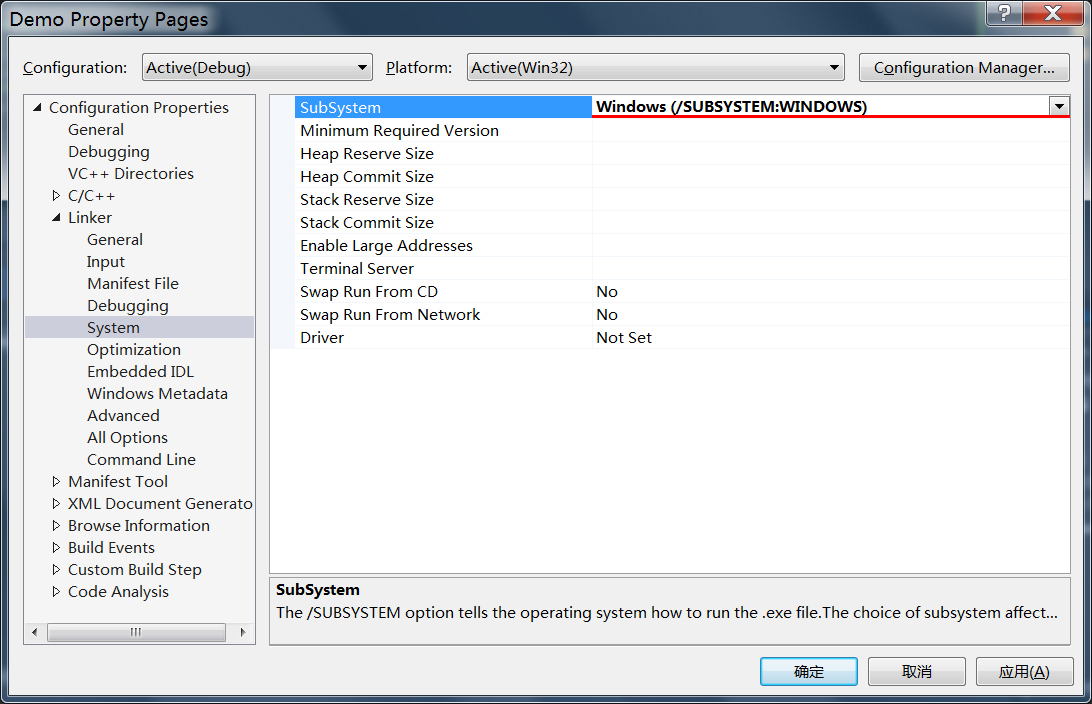 Demo Property Pages
?
Configuration: Active(Debug) Platform: Active(Win32) Configuration Manager...
Configuration Properties
General
Debugging
VC++ Directories
C/C++
Linker
General
Input
Manifest File
Debugging
System
Optimization
Embedded IDL
Windows Metadata
Advanced
All Options
Command Line
Manifest Tool
XML Document Generato
Browse Information
Build Events
Custom Build Step
Code Analysis
SubSystem Windows (/SUBSYSTEM:WINDOWS)
Minimum Required Version
Heap Reserve Size
Heap Commit Size
Stack Reserve Size
Stack Commit Size
Enable Large Addresses
Terminal Server
Swap Run From CD No
Swap Run From Network No
Driver Not Set
SubSystem
The /SUBSYSTEM option tells the operating system how to run the .exe file.The choice of subsystem affect...
确定 取消 应用(A)